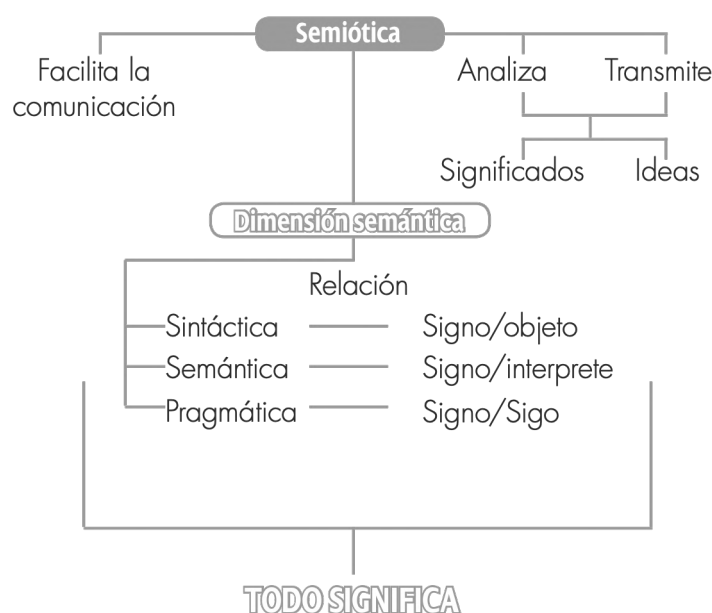 Semiótica
Facilita la
comunicación
Analiza
Transmite
Significados
Ideas
Dimensión semántica
Relación
Sintáctica Signo/objeto
Semántica Signo/interprete
Pragmática Signo/Sigo
TODO SIGNIFICA